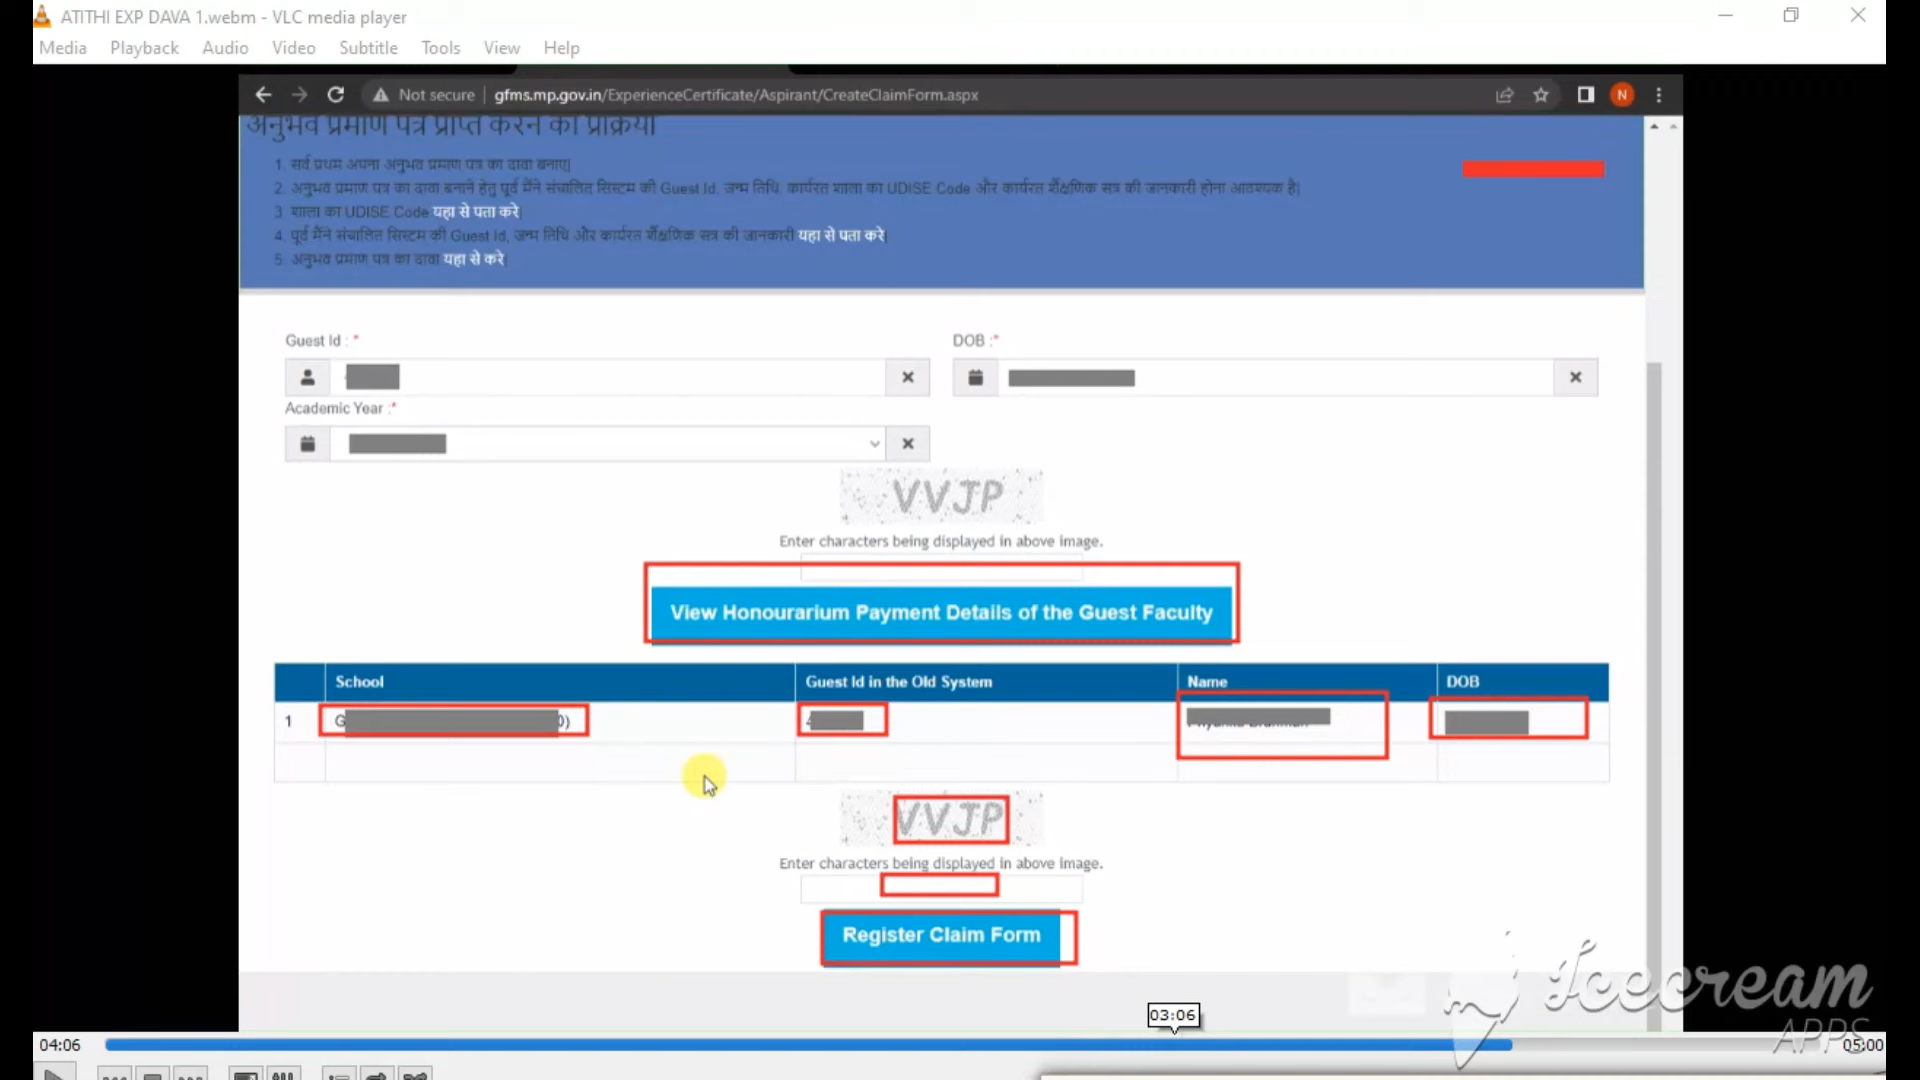 ATITHI EXP DAVA 1.webm - VLC media player
Media Playback Audio Video Subtitle Tools View Help
Not secure | gfms.mp.gov.in/ExperienceCertificate/Aspirant/CreateClaimForm.aspx
N
अनुभव प्रमाण पत्र प्राप्त करने की प्रक्रिया
1. सर्व प्रथम अपना अनुभव प्रमाण पत्र का दावा बनाए|
2. अनुभव प्रमाण पत्र का दावा बनाने हेतु पूर्व मैंने संचालित सिस्टम की Guest Id, जन्म तिथि, कार्यरत शाला का UDISE Code और कार्यरत शैक्षणिक सत्र की जानकारी होना आवश्यक है|
3 शाला का UDISE Code यहा से पता करे|
4. पूर्व मैंने संचालित सिस्टम की Guest Id, जन्म तिथि और कार्यरत शैक्षणिक सत्र की जानकारी यहा से पता करे|
5. अनुभव प्रमाण पत्र का दावा यहा से करे|
Guest Id : *
DOB :*
Academic Year :*
VVJP
Enter characters being displayed in above image.
View Honourarium Payment Details of the Guest Faculty
School Guest Id in the Old System Name DOB
1 G 0)
VVJP
Enter characters being displayed in above image.
Register Claim Form
Icecream
APPS
03:06
04:06
05:00